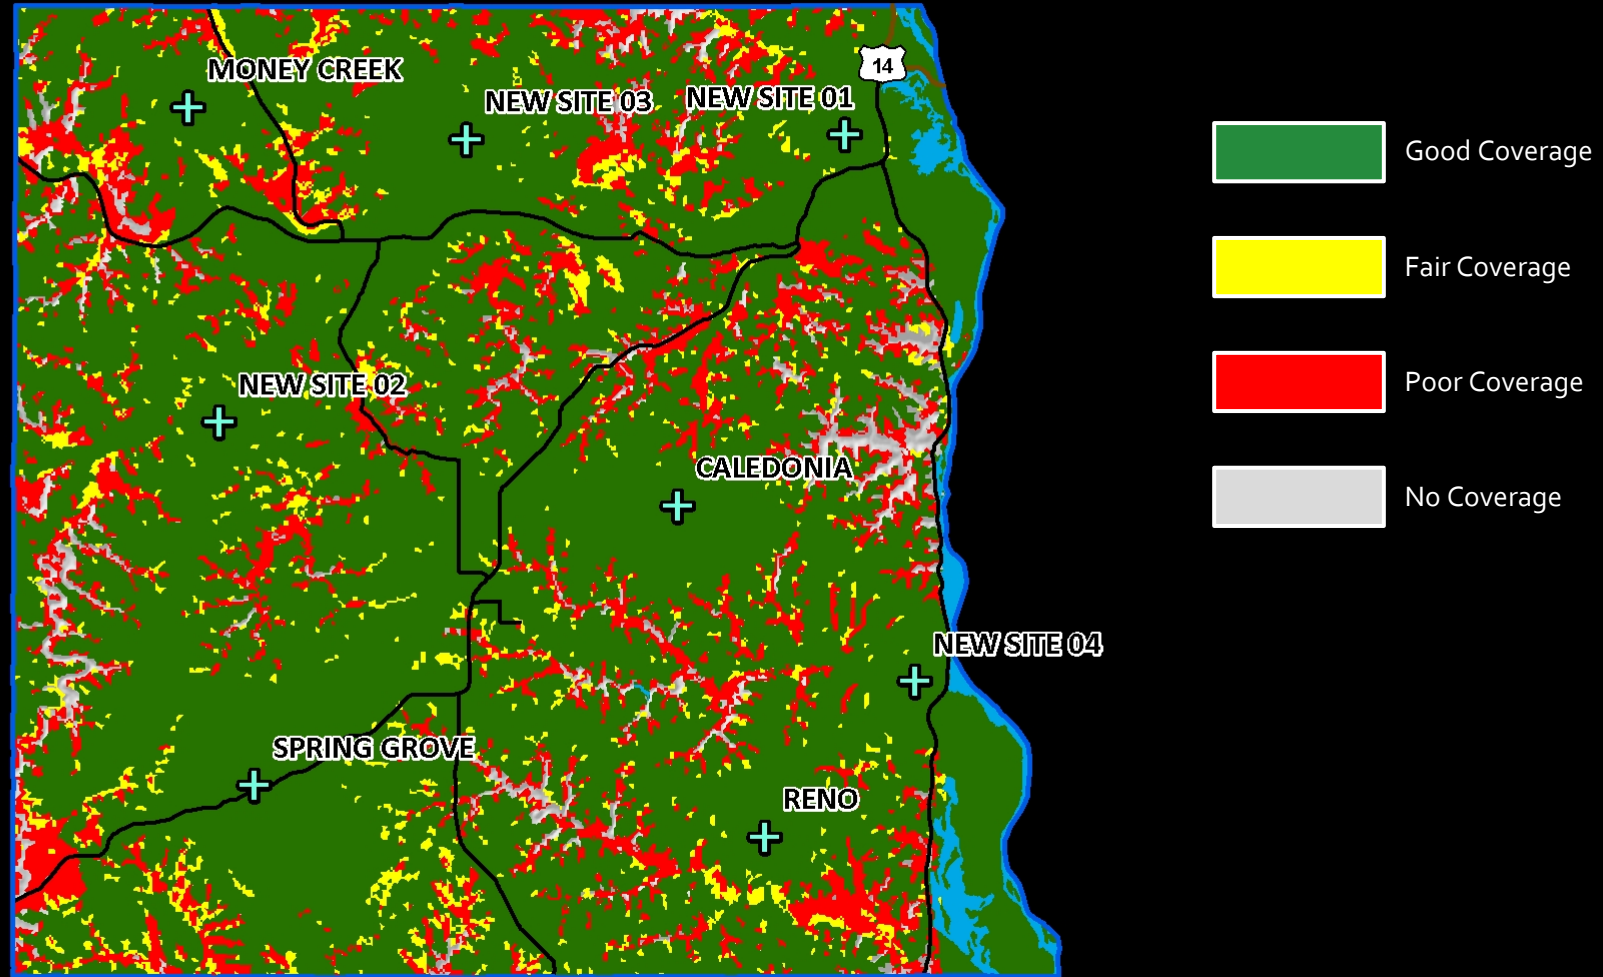 14
MONEY CREEK
NEW SITE 03
NEW SITE 01
Good Coverage
Fair Coverage
NEW SITE 02
Poor Coverage
CALEDONIA
No Coverage
NEW SITE 04
SPRING GROVE
RENO